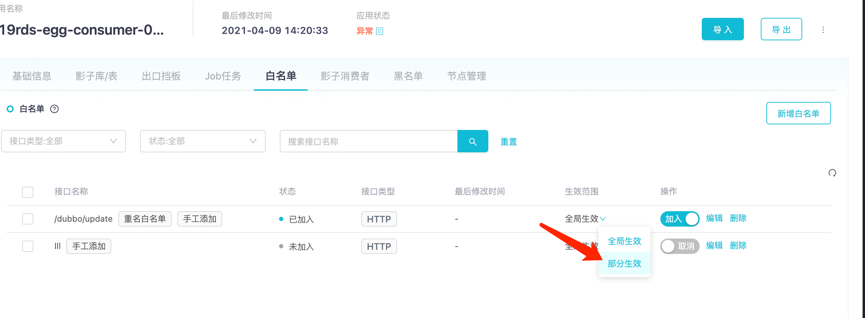 用名称
19rds-egg-consumer-0...
最后修改时间
2021-04-09 14:20:33
应用状态
异常
导 入
导 出
基础信息 影子库/表 出口挡板 Job任务 白名单 影子消费者 黑名单 节点管理
白名单
新增白名单
接口类型:全部 状态:全部 搜索接口名称 重置
接口名称 状态 接口类型 最后修改时间 生效范围 操作
/dubbo/update 重名白名单 手工添加 已加入 HTTP - 全局生效 加入 编辑 删除
lll 手工添加 未加入 HTTP - 取消 编辑 删除
全局生效
部分生效